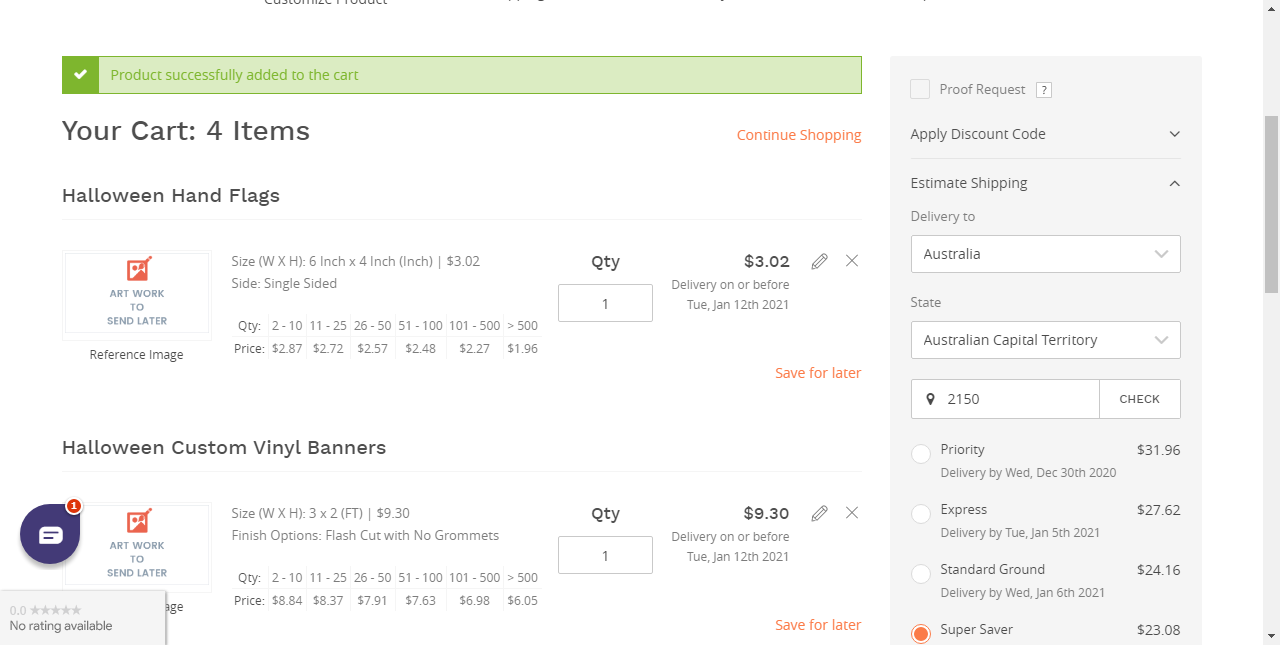 Customize Product
Product successfully added to the cart
Your Cart: 4 Items
Continue Shopping
Halloween Hand Flags
ART WORK
TO
SEND LATER
Reference Image
Size (W X H): 6 Inch x 4 Inch (Inch) | $3.02
Side: Single Sided
Qty: 2 - 10 11 - 25 26 - 50 51 - 100 101 - 500 > 500
Price: $2.87 $2.72 $2.57 $2.48 $2.27 $1.96
Qty
1
$3.02
Delivery on or before
Tue, Jan 12th 2021
Save for later
Halloween Custom Vinyl Banners
ART WORK
TO
SEND LATER
Size (W X H): 3 x 2 (FT) | $9.30
Finish Options: Flash Cut with No Grommets
Qty: 2 - 10 11 - 25 26 - 50 51 - 100 101 - 500 > 500
Price: $8.84 $8.37 $7.91 $7.63 $6.98 $6.05
Qty
1
$9.30
Delivery on or before
Tue, Jan 12th 2021
Save for later
1
0.0
No rating available
Proof Request ?
Apply Discount Code
Estimate Shipping
Delivery to
Australia
State
Australian Capital Territory
2150 CHECK
Priority $31.96
Delivery by Wed, Dec 30th 2020
Express $27.62
Delivery by Tue, Jan 5th 2021
Standard Ground $24.16
Delivery by Wed, Jan 6th 2021
Super Saver $23.08